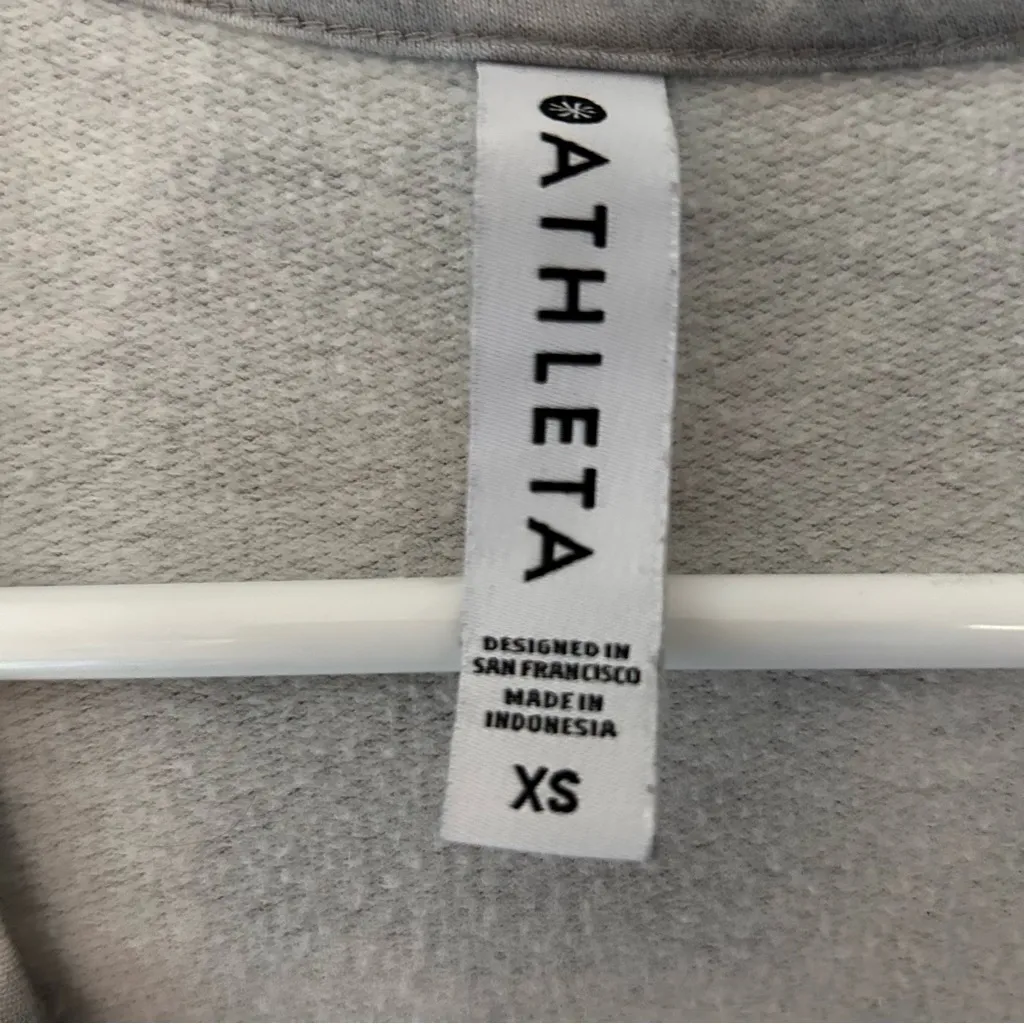 ATHLETA
DESIGNED IN
SAN FRANCISCO
MADE IN
INDONESIA
XS